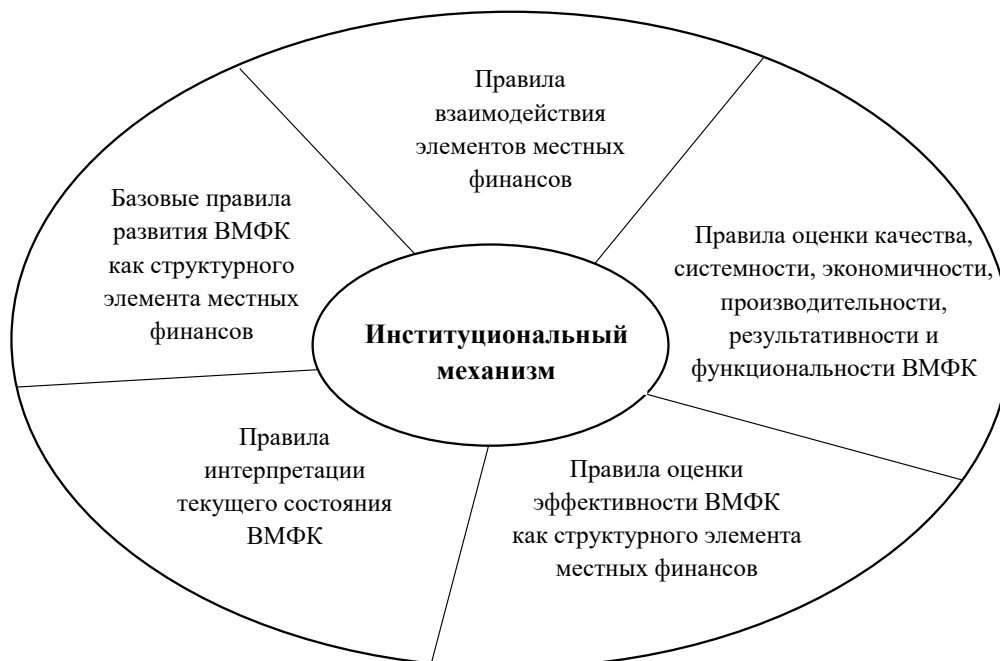 Правила
взаимодействия
элементов местных
финансов
Базовые правила
развития ВМФК
как структурного
элемента местных
финансов
Правила оценки качества,
системности, экономичности,
производительности,
результативности и
функциональности ВМФК
Институциональный
механизм
Правила
интерпретации
текущего состояния
ВМФК
Правила оценки
эффективности ВМФК
как структурного элемента
местных финансов